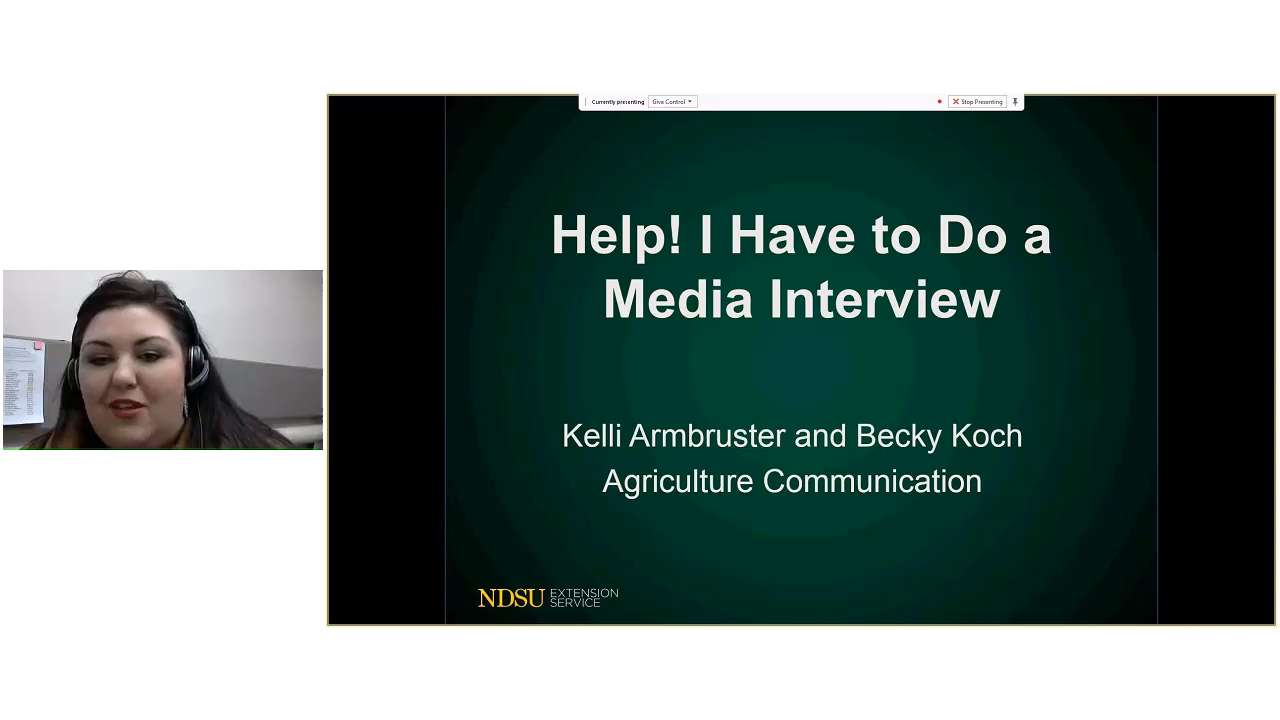 Currently presenting Give Control Stop Presenting
Help! I Have to Do a
Media Interview
Kelli Armbruster and Becky Koch
Agriculture Communication
NDSU EXTENSION
SERVICE